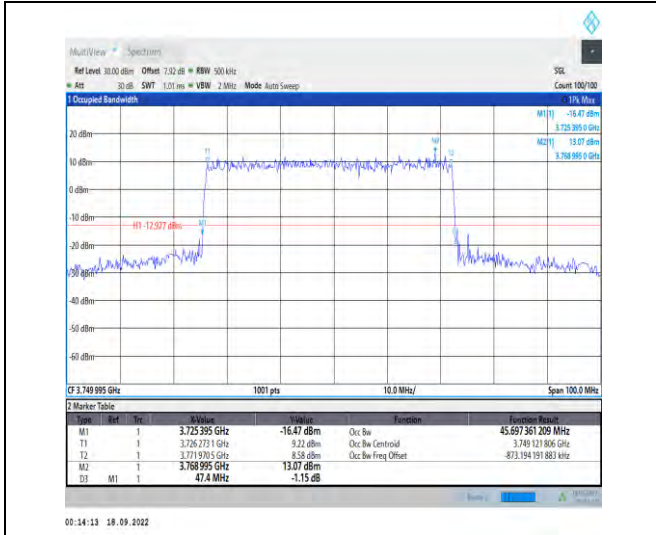 MultiView Spectrum
Ref Level 30.00 dBm Offset 7.92 dB RBW 500 kHz SGL
Att 30 dB SWT 1.01 ms VBW 2 MHz Mode Auto Sweep Count 100/100
1 Occupied Bandwidth 1Pk Max
M1[1] -16.47 dBm
3.725 395 0 GHz
20 dBm M2[1] 13.07 dBm
3.768 995 0 GHz
M2
T1 T2
10 dBm
0 dBm
-10 dBm
H1 -12.977 dBm M1
-20 dBm
-30 dBm
-40 dBm
-50 dBm
-60 dBm
CF 3.749 995 GHz 1001 pts 10.0 MHz/ Span 100.0 MHz
2 Marker Table
Type Ref Trc X-Value Y-Value Function Function Result
M1 1 3.725 395 GHz -16.47 dBm Occ Bw 45.697 361 209 MHz
T1 1 3.726 273 1 GHz 9.22 dBm Occ Bw Centroid 3.749 121 806 GHz
T2 1 3.771 970 5 GHz 8.58 dBm Occ Bw Freq Offset -873.194 191 883 kHz
M2 1 3.768 995 GHz 13.07 dBm
D3 M1 1 47.4 MHz -1.15 dB
00:14:13 18.09.2022